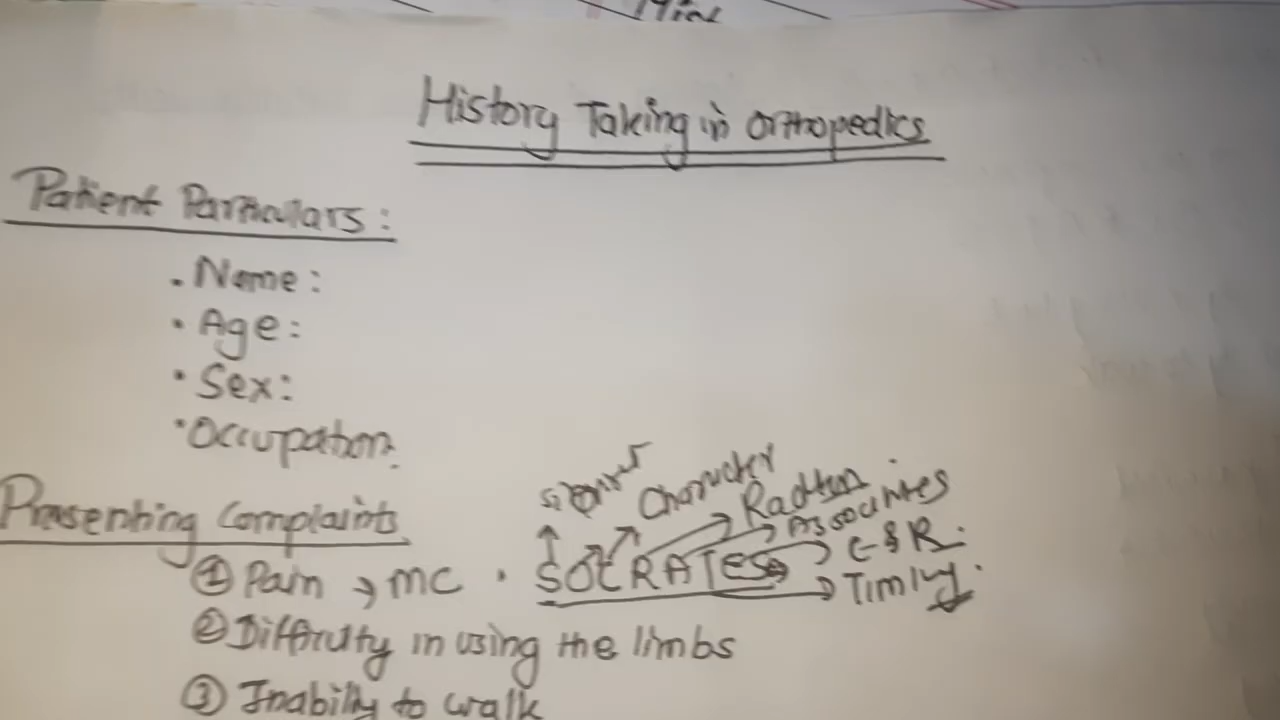 History Taking in Orthopedics
Patient Particulars:
• Name:
• Age:
• Sex:
• Occupation:
Character
Radiation
Associates
E & R.
Presenting Complaints
① Pain → mc • SOCRATES
Timing
② Difficulty in using the limbs
③ Inability to walk